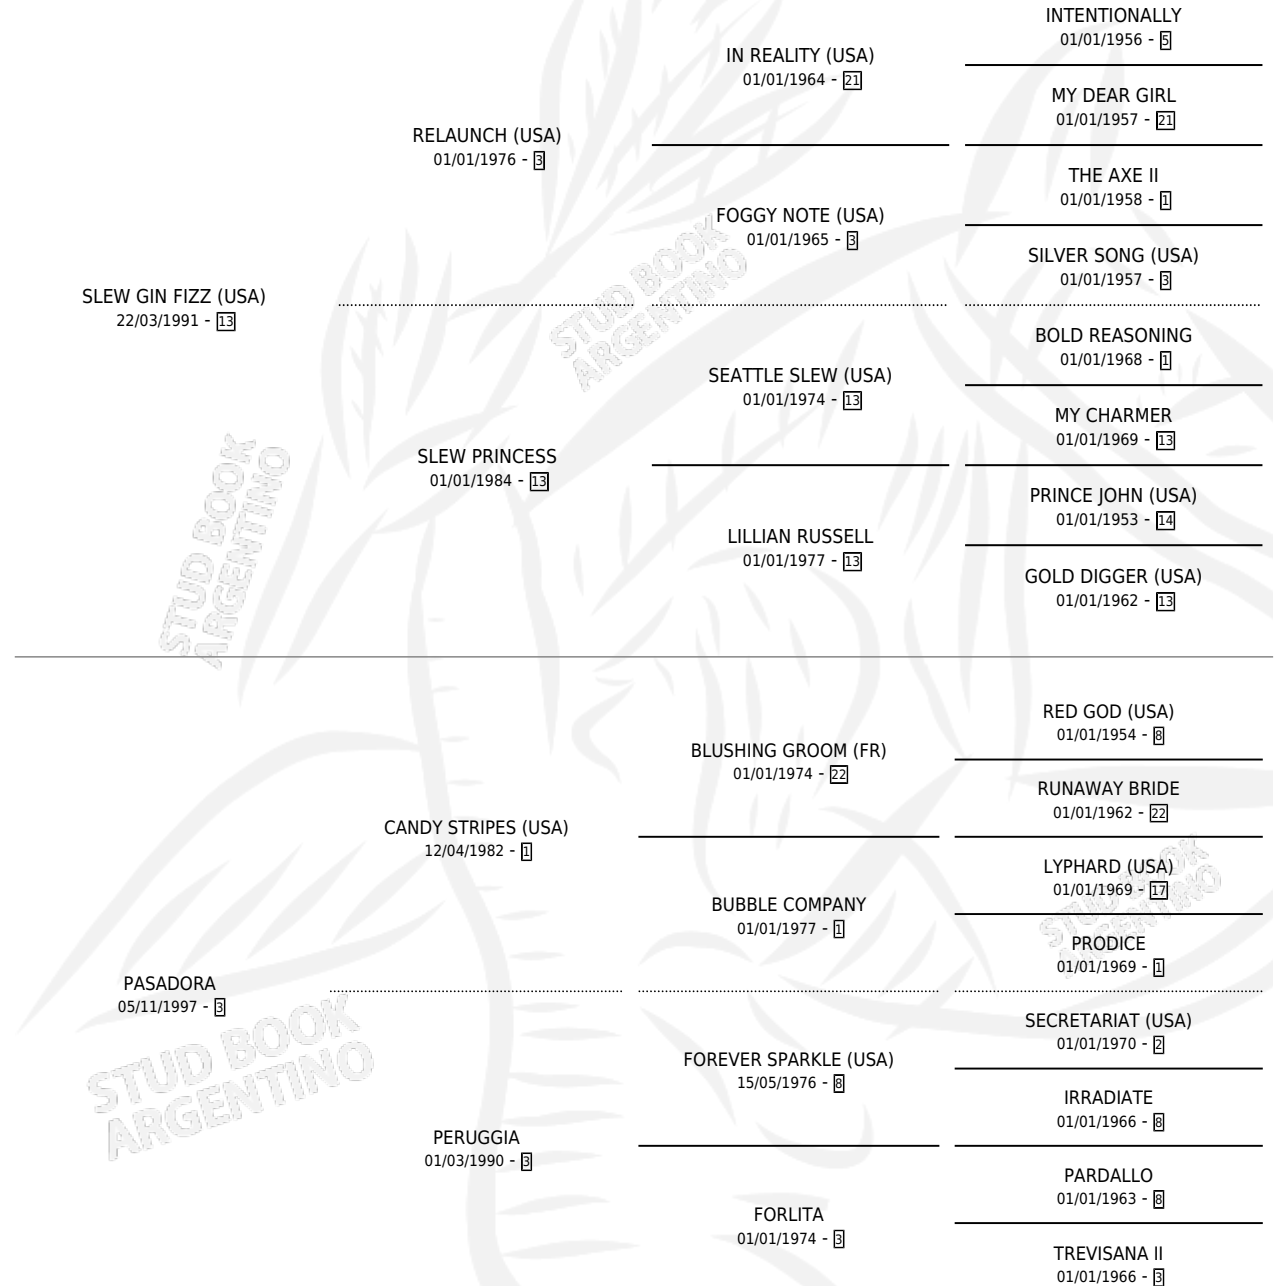 INTENTIONALLY
01/01/1956 - 5
IN REALITY (USA)
01/01/1964 - 21
MY DEAR GIRL
01/01/1957 - 21
RELAUNCH (USA)
01/01/1976 - 3
THE AXE II
01/01/1958 - 1
FOGGY NOTE (USA)
01/01/1965 - 3
SILVER SONG (USA)
01/01/1957 - 3
SLEW GIN FIZZ (USA)
22/03/1991 - 13
STUD BOOK
ARGENTINO
BOLD REASONING
01/01/1968 - 1
SEATTLE SLEW (USA)
01/01/1974 - 13
MY CHARMER
01/01/1969 - 13
SLEW PRINCESS
01/01/1984 - 13
PRINCE JOHN (USA)
01/01/1953 - 14
LILLIAN RUSSELL
01/01/1977 - 13
GOLD DIGGER (USA)
01/01/1962 - 13
STUD BOOK
ARGENTINO
RED GOD (USA)
01/01/1954 - 8
BLUSHING GROOM (FR)
01/01/1974 - 22
RUNAWAY BRIDE
01/01/1962 - 22
CANDY STRIPES (USA)
12/04/1982 - 1
LYPHARD (USA)
01/01/1969 - 17
BUBBLE COMPANY
01/01/1977 - 1
PRODICE
01/01/1969 - 1
STUD BOOK
ARGENTINO
PASADORA
05/11/1997 - 3
SECRETARIAT (USA)
01/01/1970 - 2
FOREVER SPARKLE (USA)
15/05/1976 - 8
IRRADIATE
01/01/1966 - 8
STUD BOOK
ARGENTINO
PERUGGIA
01/03/1990 - 3
PARDALLO
01/01/1963 - 8
FORLITA
01/01/1974 - 3
TREVISANA II
01/01/1966 - 3